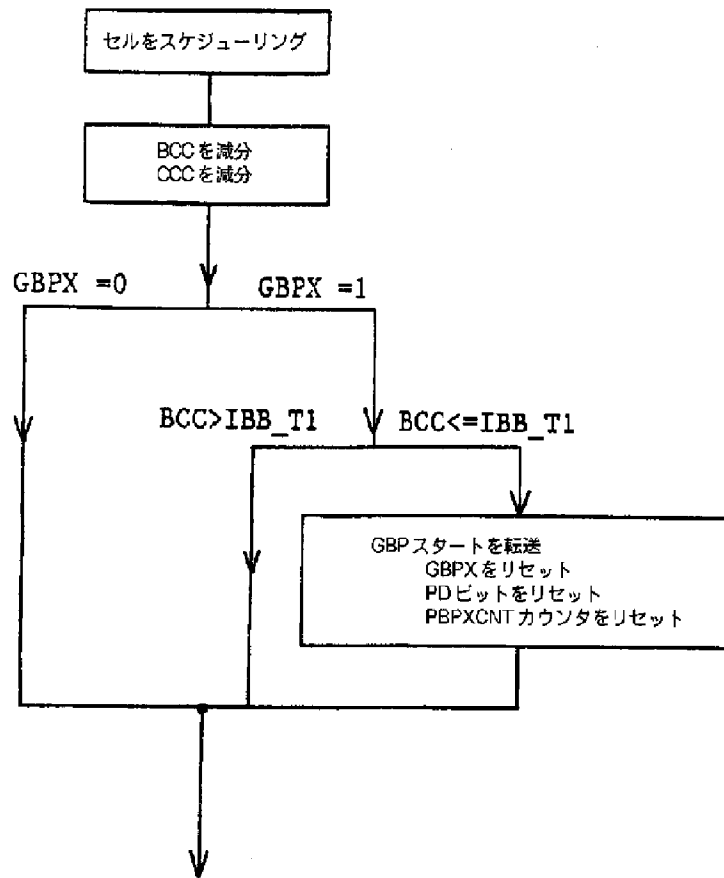 セルをスケジューリング
BCCを減分
CCCを減分
GBPX =0
GBPX =1
BCC>IBB_T1
BCC<=IBB_T1
GBPスタートを転送
GBPXをリセット
PDビットをリセット
PBPXCNTカウンタをリセット